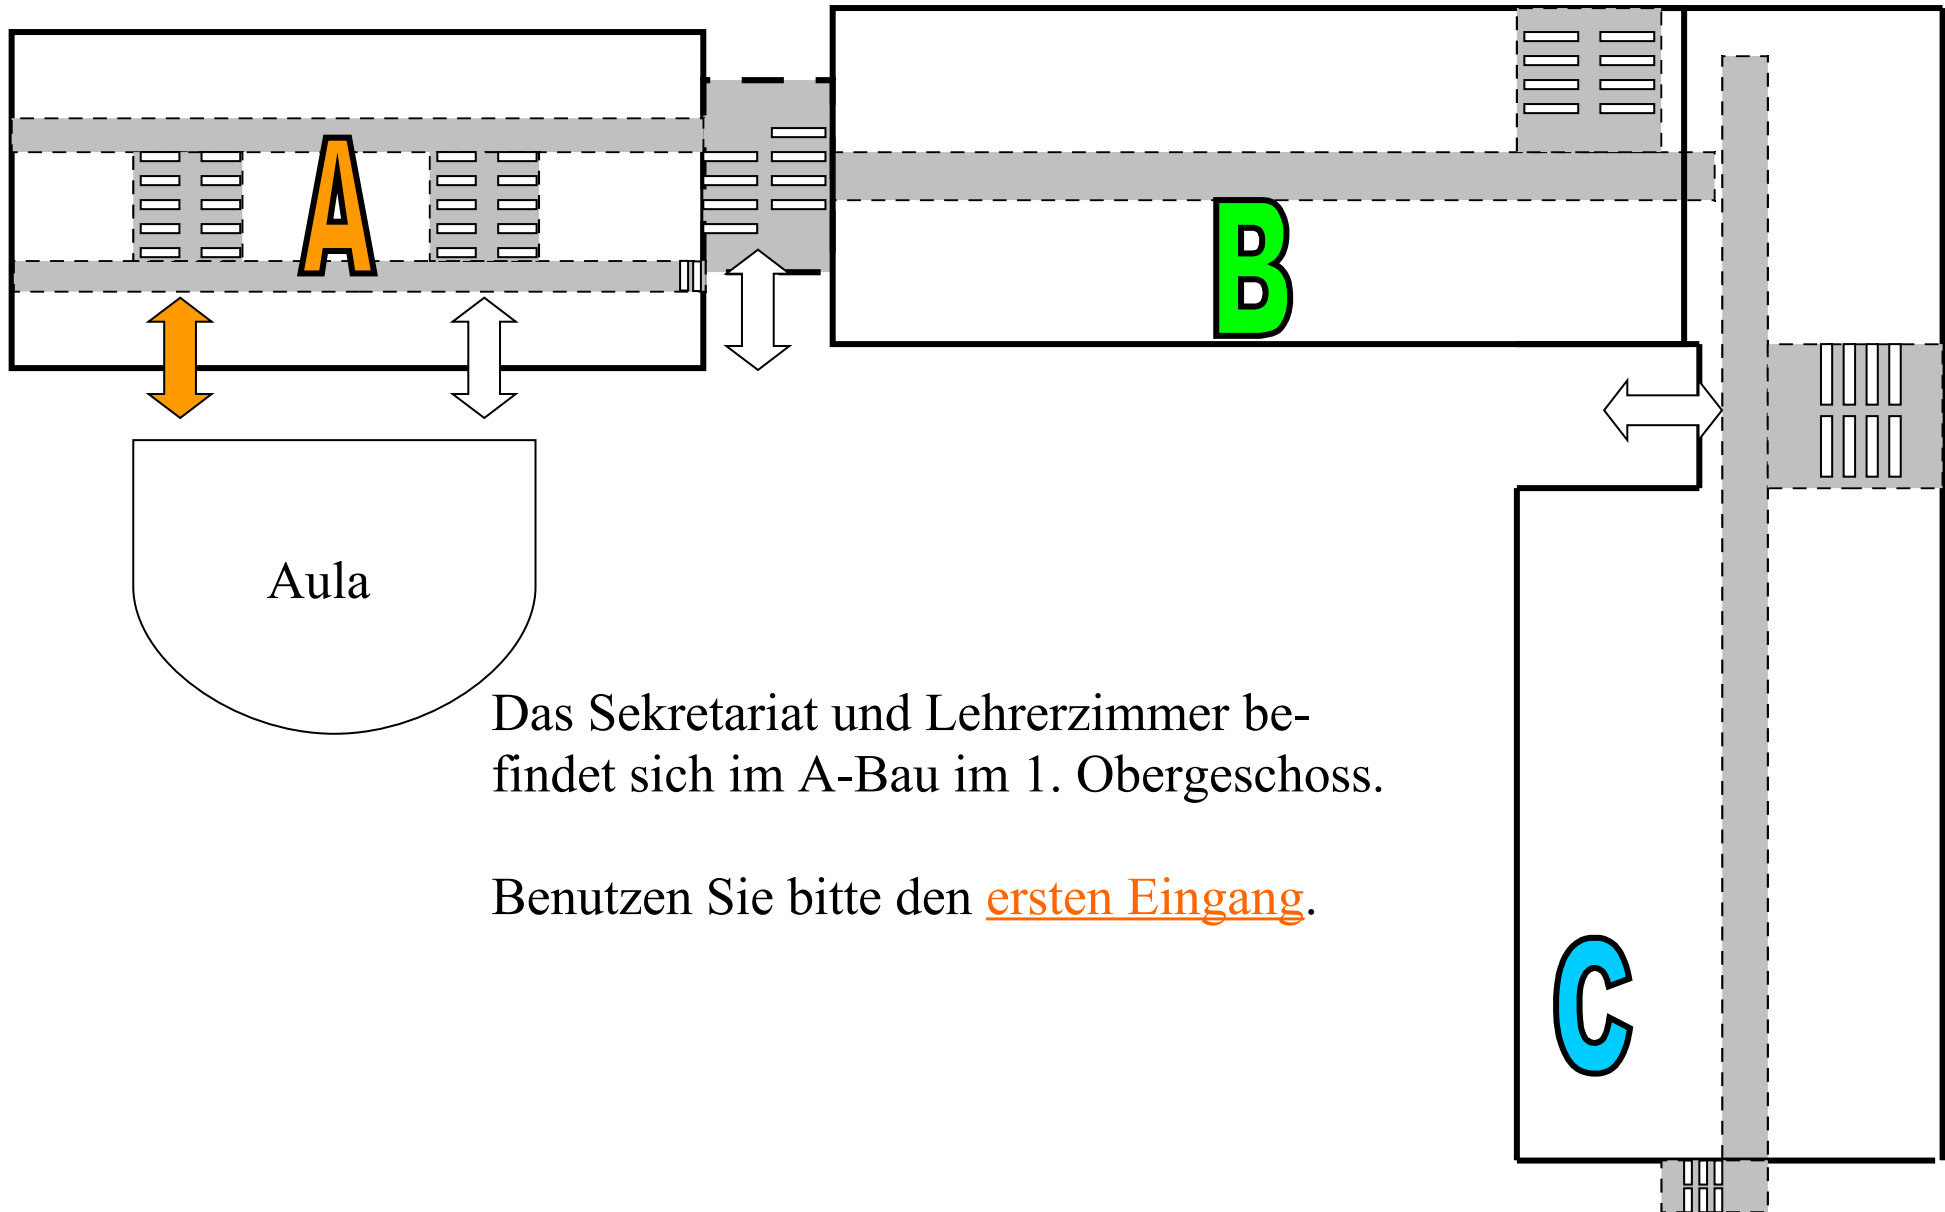 A
B
Aula
Das Sekretariat und Lehrerzimmer be-
findet sich im A-Bau im 1. Obergeschoss.
Benutzen Sie bitte den ersten Eingang.
C